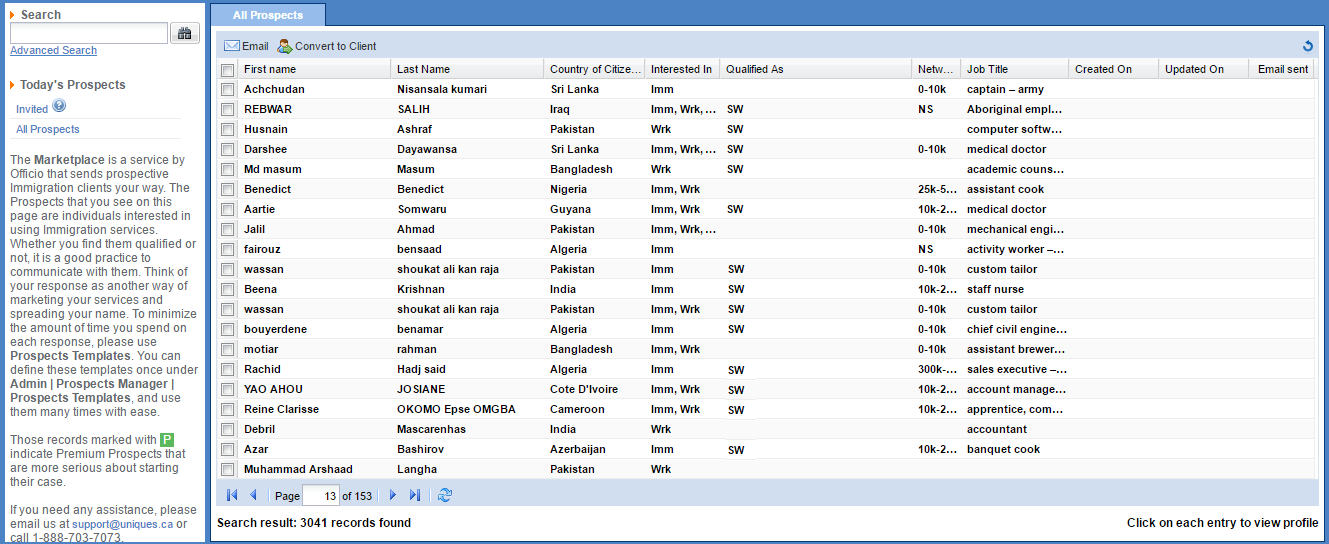 Search
Advanced Search
Today's Prospects
Invited ?
All Prospects
The Marketplace is a service by
Officio that sends prospective
Immigration clients your way. The
Prospects that you see on this
page are individuals interested in
using Immigration services.
Whether you find them qualified or
not, it is a good practice to
communicate with them. Think of
your response as another way of
marketing your services and
spreading your name. To minimize
the amount of time you spend on
each response, please use
Prospects Templates. You can
define these templates once under
Admin | Prospects Manager |
Prospects Templates, and use
them many times with ease.
Those records marked with P
indicate Premium Prospects that
are more serious about starting
their case.
If you need any assistance, please
email us at support@uniques.ca or
call 1-888-703-7073.
All Prospects
Email Convert to Client
First name Last Name Country of Citize... Interested In Qualified As Netw... Job Title Created On Updated On Email sent
Achchudan Nisansala kumari Sri Lanka Imm 0-10k captain – army
REBWAR SALIH Iraq Imm, Wrk, ... SW NS Aboriginal empl...
Husnain Ashraf Pakistan Wrk SW computer softw...
Darshee Dayawansa Sri Lanka Imm, Wrk, ... SW 0-10k medical doctor
Md masum Masum Bangladesh Wrk SW academic couns...
Benedict Benedict Nigeria Imm, Wrk 25k-5... assistant cook
Aartie Somwaru Guyana Imm, Wrk SW 10k-2... medical doctor
Jalil Ahmad Pakistan Imm, Wrk, ... 0-10k mechanical engi...
fairouz bensaad Algeria Imm NS activity worker –...
wassan shoukat ali kan raja Pakistan Imm SW 0-10k custom tailor
Beena Krishnan India Imm SW 10k-2... staff nurse
wassan shoukat ali kan raja Pakistan Imm, Wrk SW 0-10k custom tailor
bouyerdene benamar Algeria Imm SW 0-10k chief civil engine...
motiar rahman Bangladesh Imm, Wrk 0-10k assistant brewer...
Rachid Hadj said Algeria Imm SW 300k-... sales executive –...
YAO AHOU JOSIANE Cote D'Ivoire Imm, Wrk SW 10k-2... account manage...
Reine Clarisse OKOMO Epse OMGBA Cameroon Imm, Wrk SW 10k-2... apprentice, com...
Debril Mascarenhas India Wrk accountant
Azar Bashirov Azerbaijan Imm, Wrk SW 10k-2... banquet cook
Muhammad Arshaad Langha Pakistan Wrk
Page 13 of 153
Search result: 3041 records found Click on each entry to view profile